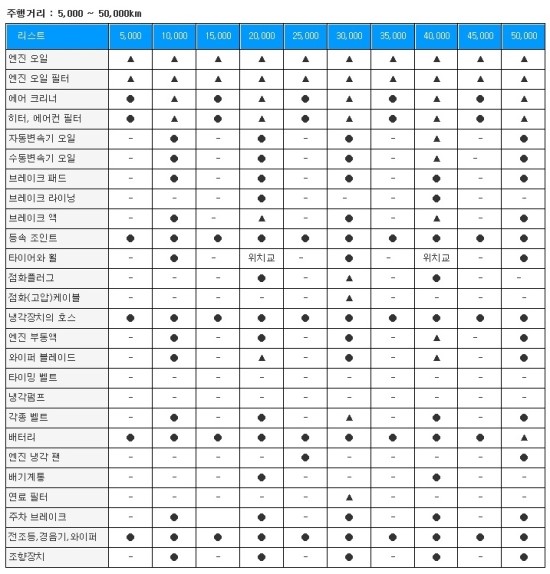 주행거리 : 5,000 ~ 50,000km
리스트 5,000 10,000 15,000 20,000 25,000 30,000 35,000 40,000 45,000 50,000
엔진 오일 ▲ ▲ ▲ ▲ ▲ ▲ ▲ ▲ ▲ ▲
엔진 오일 필터 ▲ ▲ ▲ ▲ ▲ ▲ ▲ ▲ ▲ ▲
에어 크리너 ● ▲ ● ▲ ● ▲ ● ▲ ● ▲
히터, 에어컨 필터 ● ▲ ● ▲ ● ▲ ● ▲ ● ▲
자동변속기 오일 - ● - ● - ● - ▲ - ●
수동변속기 오일 - ● - ● - ● - ▲ - ●
브레이크 패드 - ● - ● - ● - ● - ●
브레이크 라이닝 - - - ● - - - ● - -
브레이크 액 - ● - ▲ - ● - ▲ - ●
등속 조인트 ● ● ● ● ● ● ● ● ● ●
타이어와 휠 - ● - 위치교 - ● - 위치교 - ●
점화플러그 - - - ● - ▲ - ● - -
점화(고압)케이블 - - - - - ▲ - - - -
냉각장치의 호스 ● ● ● ● ● ● ● ● ● ●
엔진 부동액 - ● - ● - ● - ▲ - ●
와이퍼 블레이드 - ● - ▲ - ● - ▲ - ●
타이밍 벨트 - - - - - - - - - -
냉각펌프 - - - - - - - - - -
각종 벨트 - ● - ● - ▲ - ● - ●
배터리 ● ● ● ● ● ● ● ● ● ▲
엔진 냉각 팬 - - - - ● - - - - ●
배기계통 - - - ● - - - ● - -
연료 필터 - - - - - ▲ - - - -
주차 브레이크 - ● - ● - ● - ● - ●
전조등,경음기,와이퍼 ● ● ● ● ● ● ● ● ● ●
조향장치 - ● - ● - ● - ● - ●